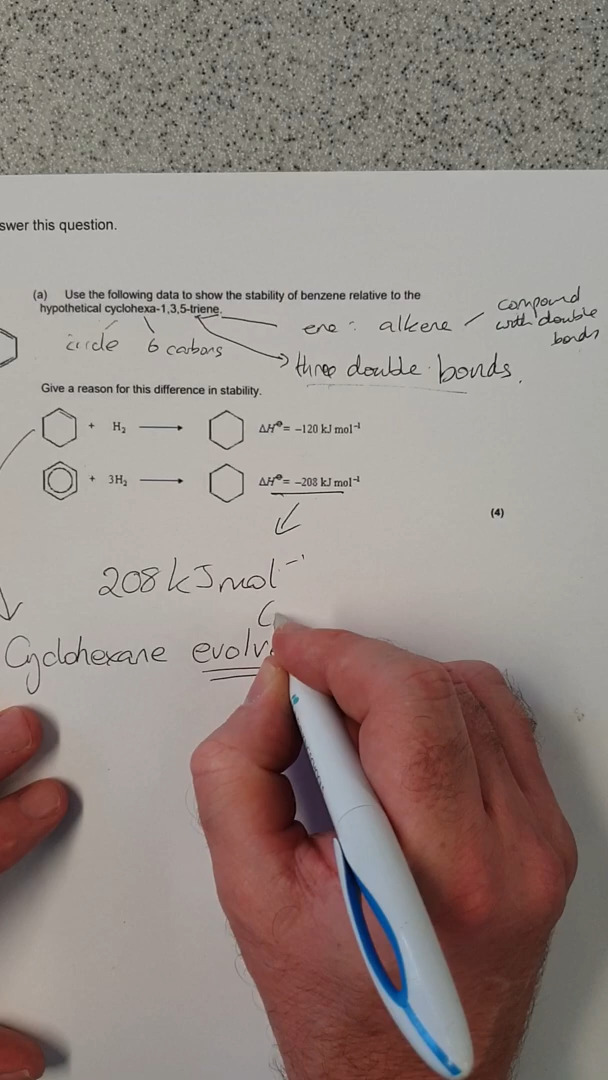 swer this question.
(a) Use the following data to show the stability of benzene relative to the
hypothetical cyclohexa-1,3,5-triene.
compound
with double
bonds
ene : alkene
circle 6 carbons
three double bonds.
Give a reason for this difference in stability.
+ H₂ ΔH⦵ = −120 kJ mol⁻¹
+ 3H₂ ΔH⦵ = −208 kJ mol⁻¹
(4)
208 kJ mol⁻¹
Cyclohexane